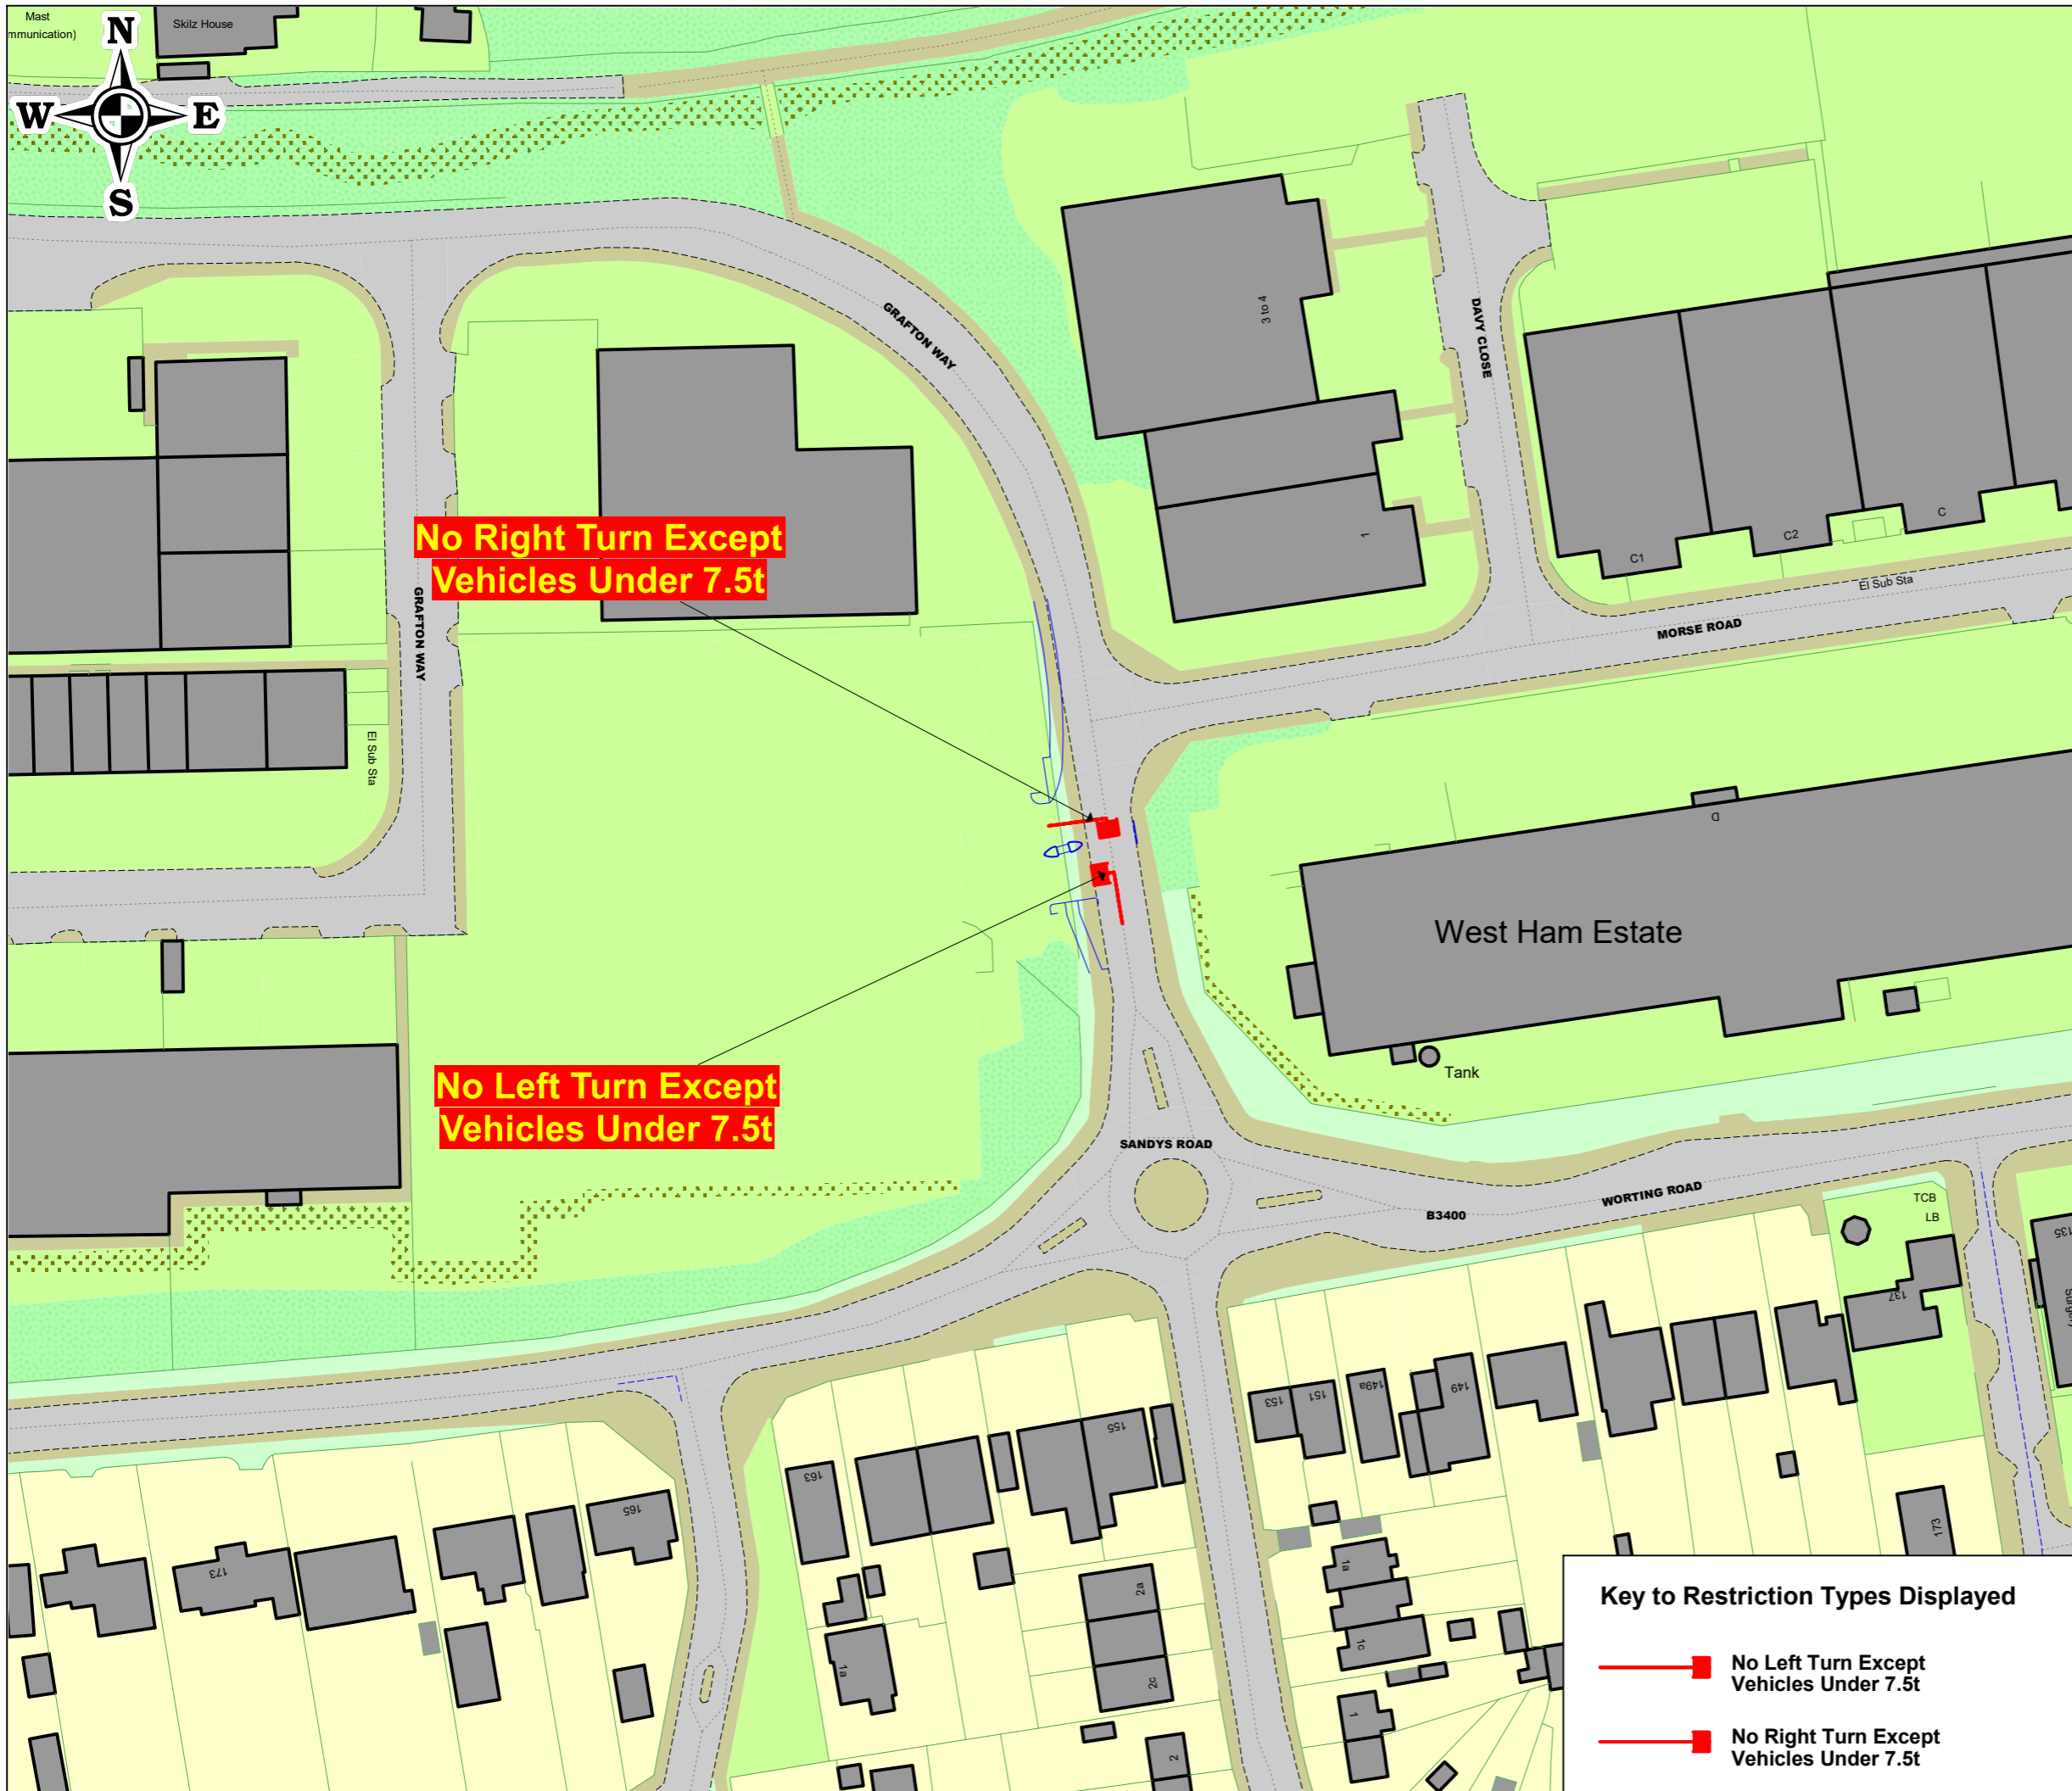 Mast
mmunication)
Skilz House
N
W
E
S
GRAFTON WAY
3 to 4
DAVY CLOSE
No Right Turn Except
Vehicles Under 7.5t
1
C1
C2
C
El Sub Sta
MORSE ROAD
GRAFTON WAY
El Sub Sta
D
West Ham Estate
Tank
No Left Turn Except
Vehicles Under 7.5t
SANDYS ROAD
WORTING ROAD
B3400
TCB
LB
135
137
Surgery
153
151
149a
149
155
163
165
173
173
1a
2a
2c
2
1a
1c
1
Key to Restriction Types Displayed
No Left Turn Except
Vehicles Under 7.5t
No Right Turn Except
Vehicles Under 7.5t